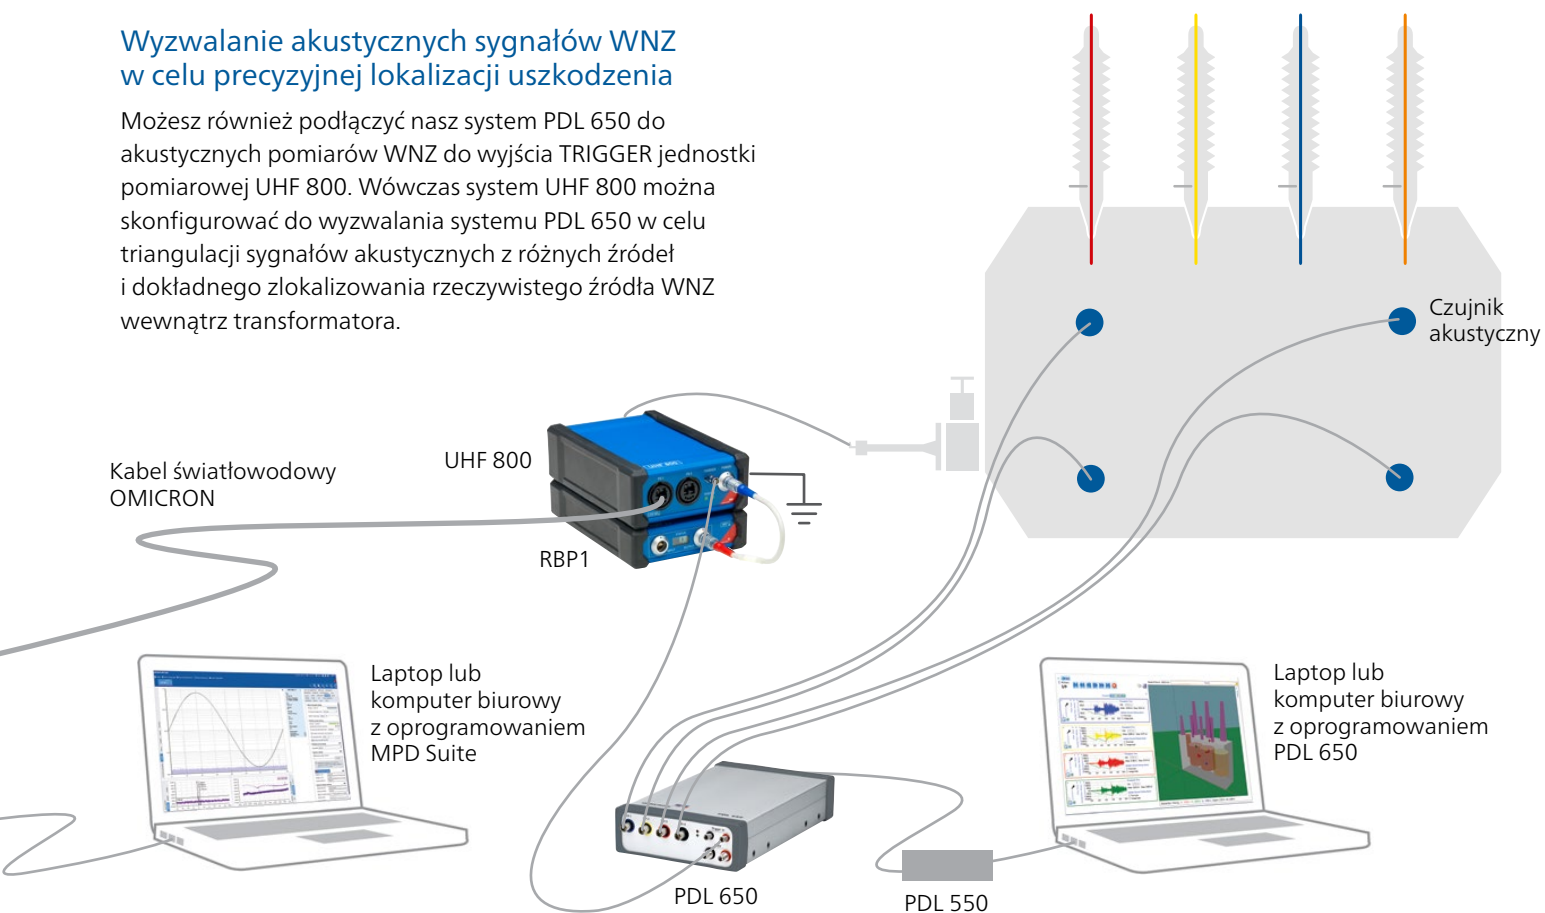 Wyzwalanie akustycznych sygnałów WNZ
w celu precyzyjnej lokalizacji uszkodzenia
Możesz również podłączyć nasz system PDL 650 do
akustycznych pomiarów WNZ do wyjścia TRIGGER jednostki
pomiarowej UHF 800. Wówczas system UHF 800 można
skonfigurować do wyzwalania systemu PDL 650 w celu
triangulacji sygnałów akustycznych z różnych źródeł
i dokładnego zlokalizowania rzeczywistego źródła WNZ
wewnątrz transformatora.
Czujnik
akustyczny
UHF 800
Kabel światłowodowy
OMICRON
UHF 800
RBP1
Laptop lub
komputer biurowy
z oprogramowaniem
MPD Suite
Laptop lub
komputer biurowy
z oprogramowaniem
PDL 650
PDL 650
PDL 550